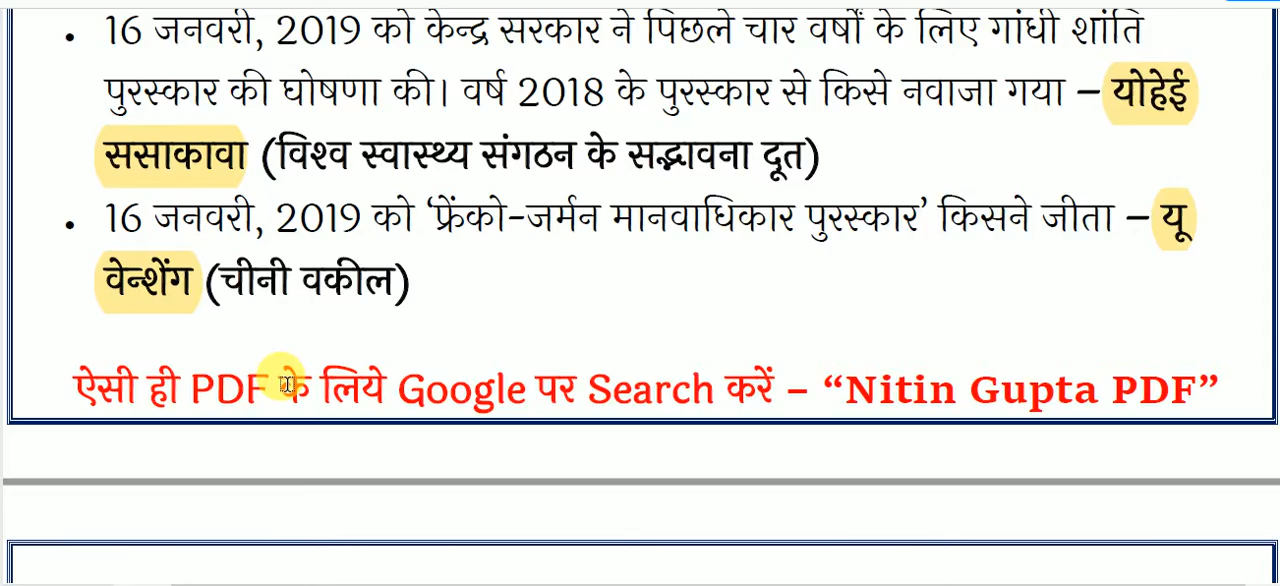 • 16 जनवरी, 2019 को केन्द्र सरकार ने पिछले चार वर्षों के लिए गांधी शांति
पुरस्कार की घोषणा की। वर्ष 2018 के पुरस्कार से किसे नवाजा गया – योहेई
ससाकावा (विश्व स्वास्थ्य संगठन के सद्भावना दूत)
• 16 जनवरी, 2019 को ‘फ्रेंको-जर्मन मानवाधिकार पुरस्कार’ किसने जीता – यू
वेन्शेंग (चीनी वकील)
ऐसी ही PDF के लिये Google पर Search करें – “Nitin Gupta PDF”